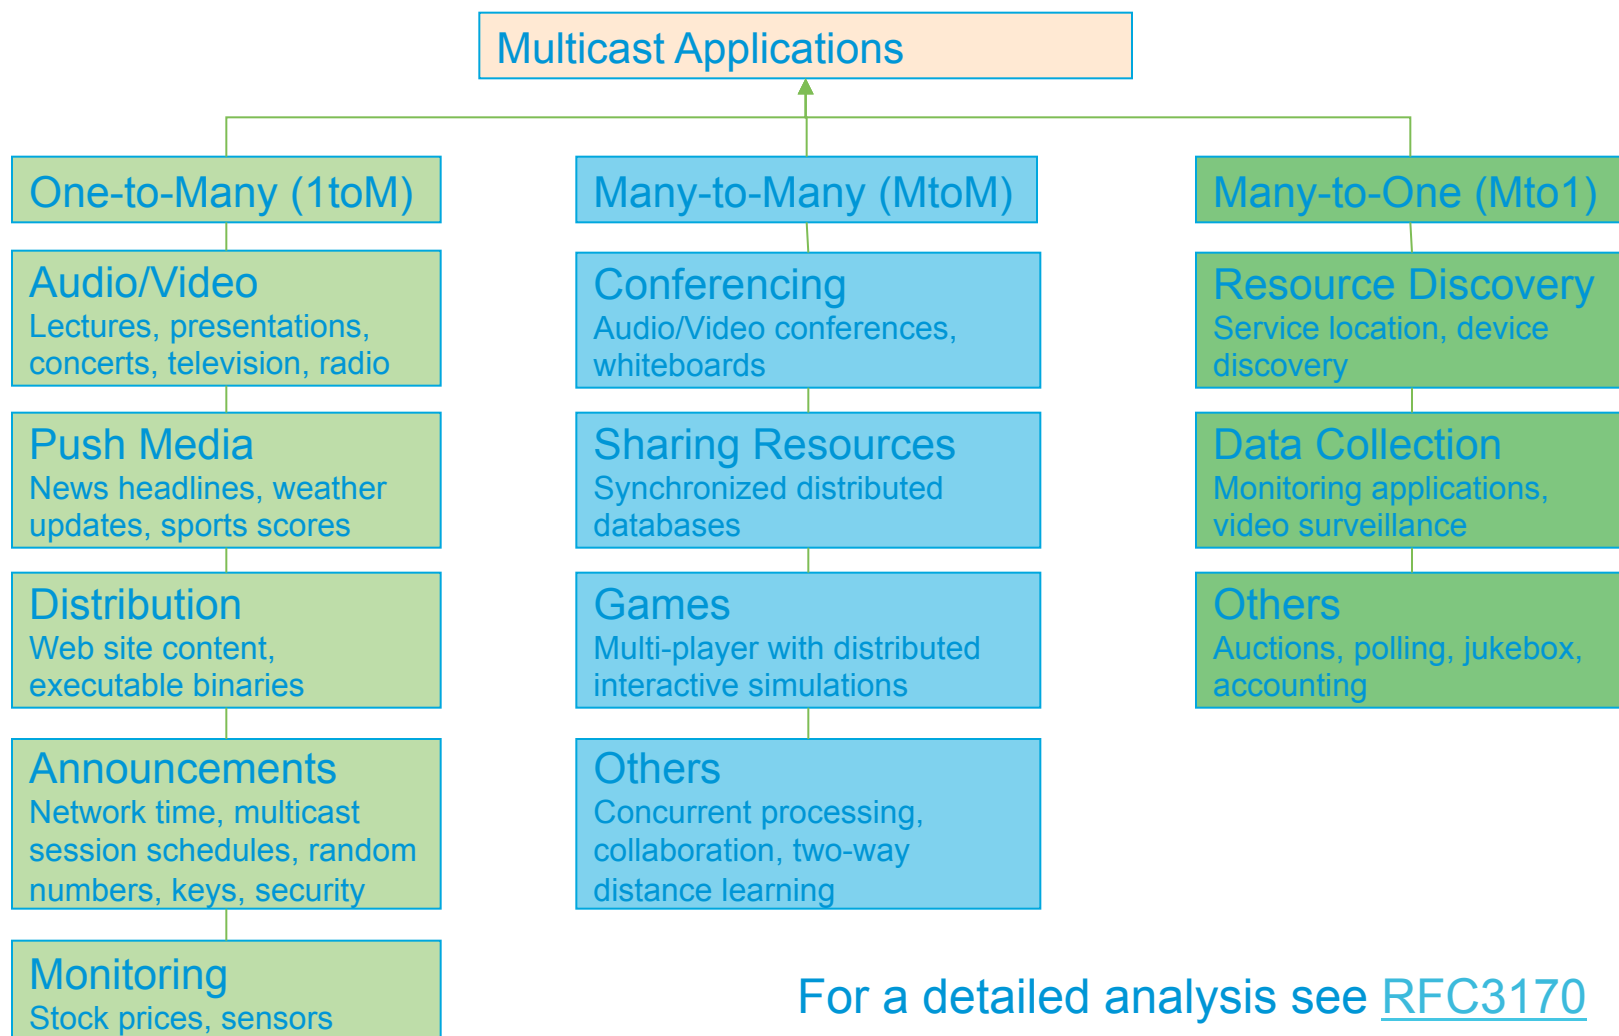 Multicast Applications
One-to-Many (1toM)
Audio/Video
Lectures, presentations,
concerts, television, radio
Push Media
News headlines, weather
updates, sports scores
Distribution
Web site content,
executable binaries
Announcements
Network time, multicast
session schedules, random
numbers, keys, security
Monitoring
Stock prices, sensors
Many-to-Many (MtoM)
Conferencing
Audio/Video conferences,
whiteboards
Sharing Resources
Synchronized distributed
databases
Games
Multi-player with distributed
interactive simulations
Others
Concurrent processing,
collaboration, two-way
distance learning
Many-to-One (Mto1)
Resource Discovery
Service location, device
discovery
Data Collection
Monitoring applications,
video surveillance
Others
Auctions, polling, jukebox,
accounting
For a detailed analysis see RFC3170